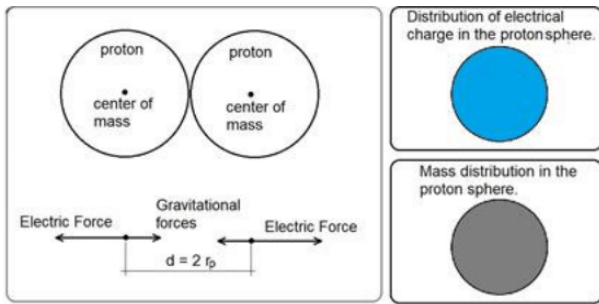 proton
proton
center of
mass
center of
mass
Electric Force
Gravitational
forces
Electric Force
d = 2 rₚ
Distribution of electrical
charge in the proton sphere.
Mass distribution in the
proton sphere.